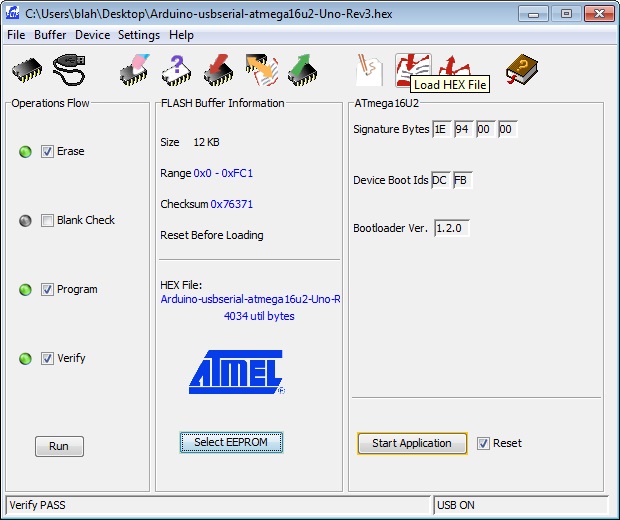 C:\Users\blah\Desktop\Arduino-usbserial-atmega16u2-Uno-Rev3.hex
File Buffer Device Settings Help
Load HEX File
Operations Flow
Erase
Blank Check
Program
Verify
Run
FLASH Buffer Information
Size 12 KB
Range 0x0 - 0xFC1
Checksum 0x76371
Reset Before Loading
HEX File:
Arduino-usbserial-atmega16u2-Uno-R
4034 util bytes
ATMEL
Select EEPROM
ATmega16U2
Signature Bytes 1E 94 00 00
Device Boot Ids DC FB
Bootloader Ver. 1.2.0
Start Application Reset
Verify PASS
USB ON